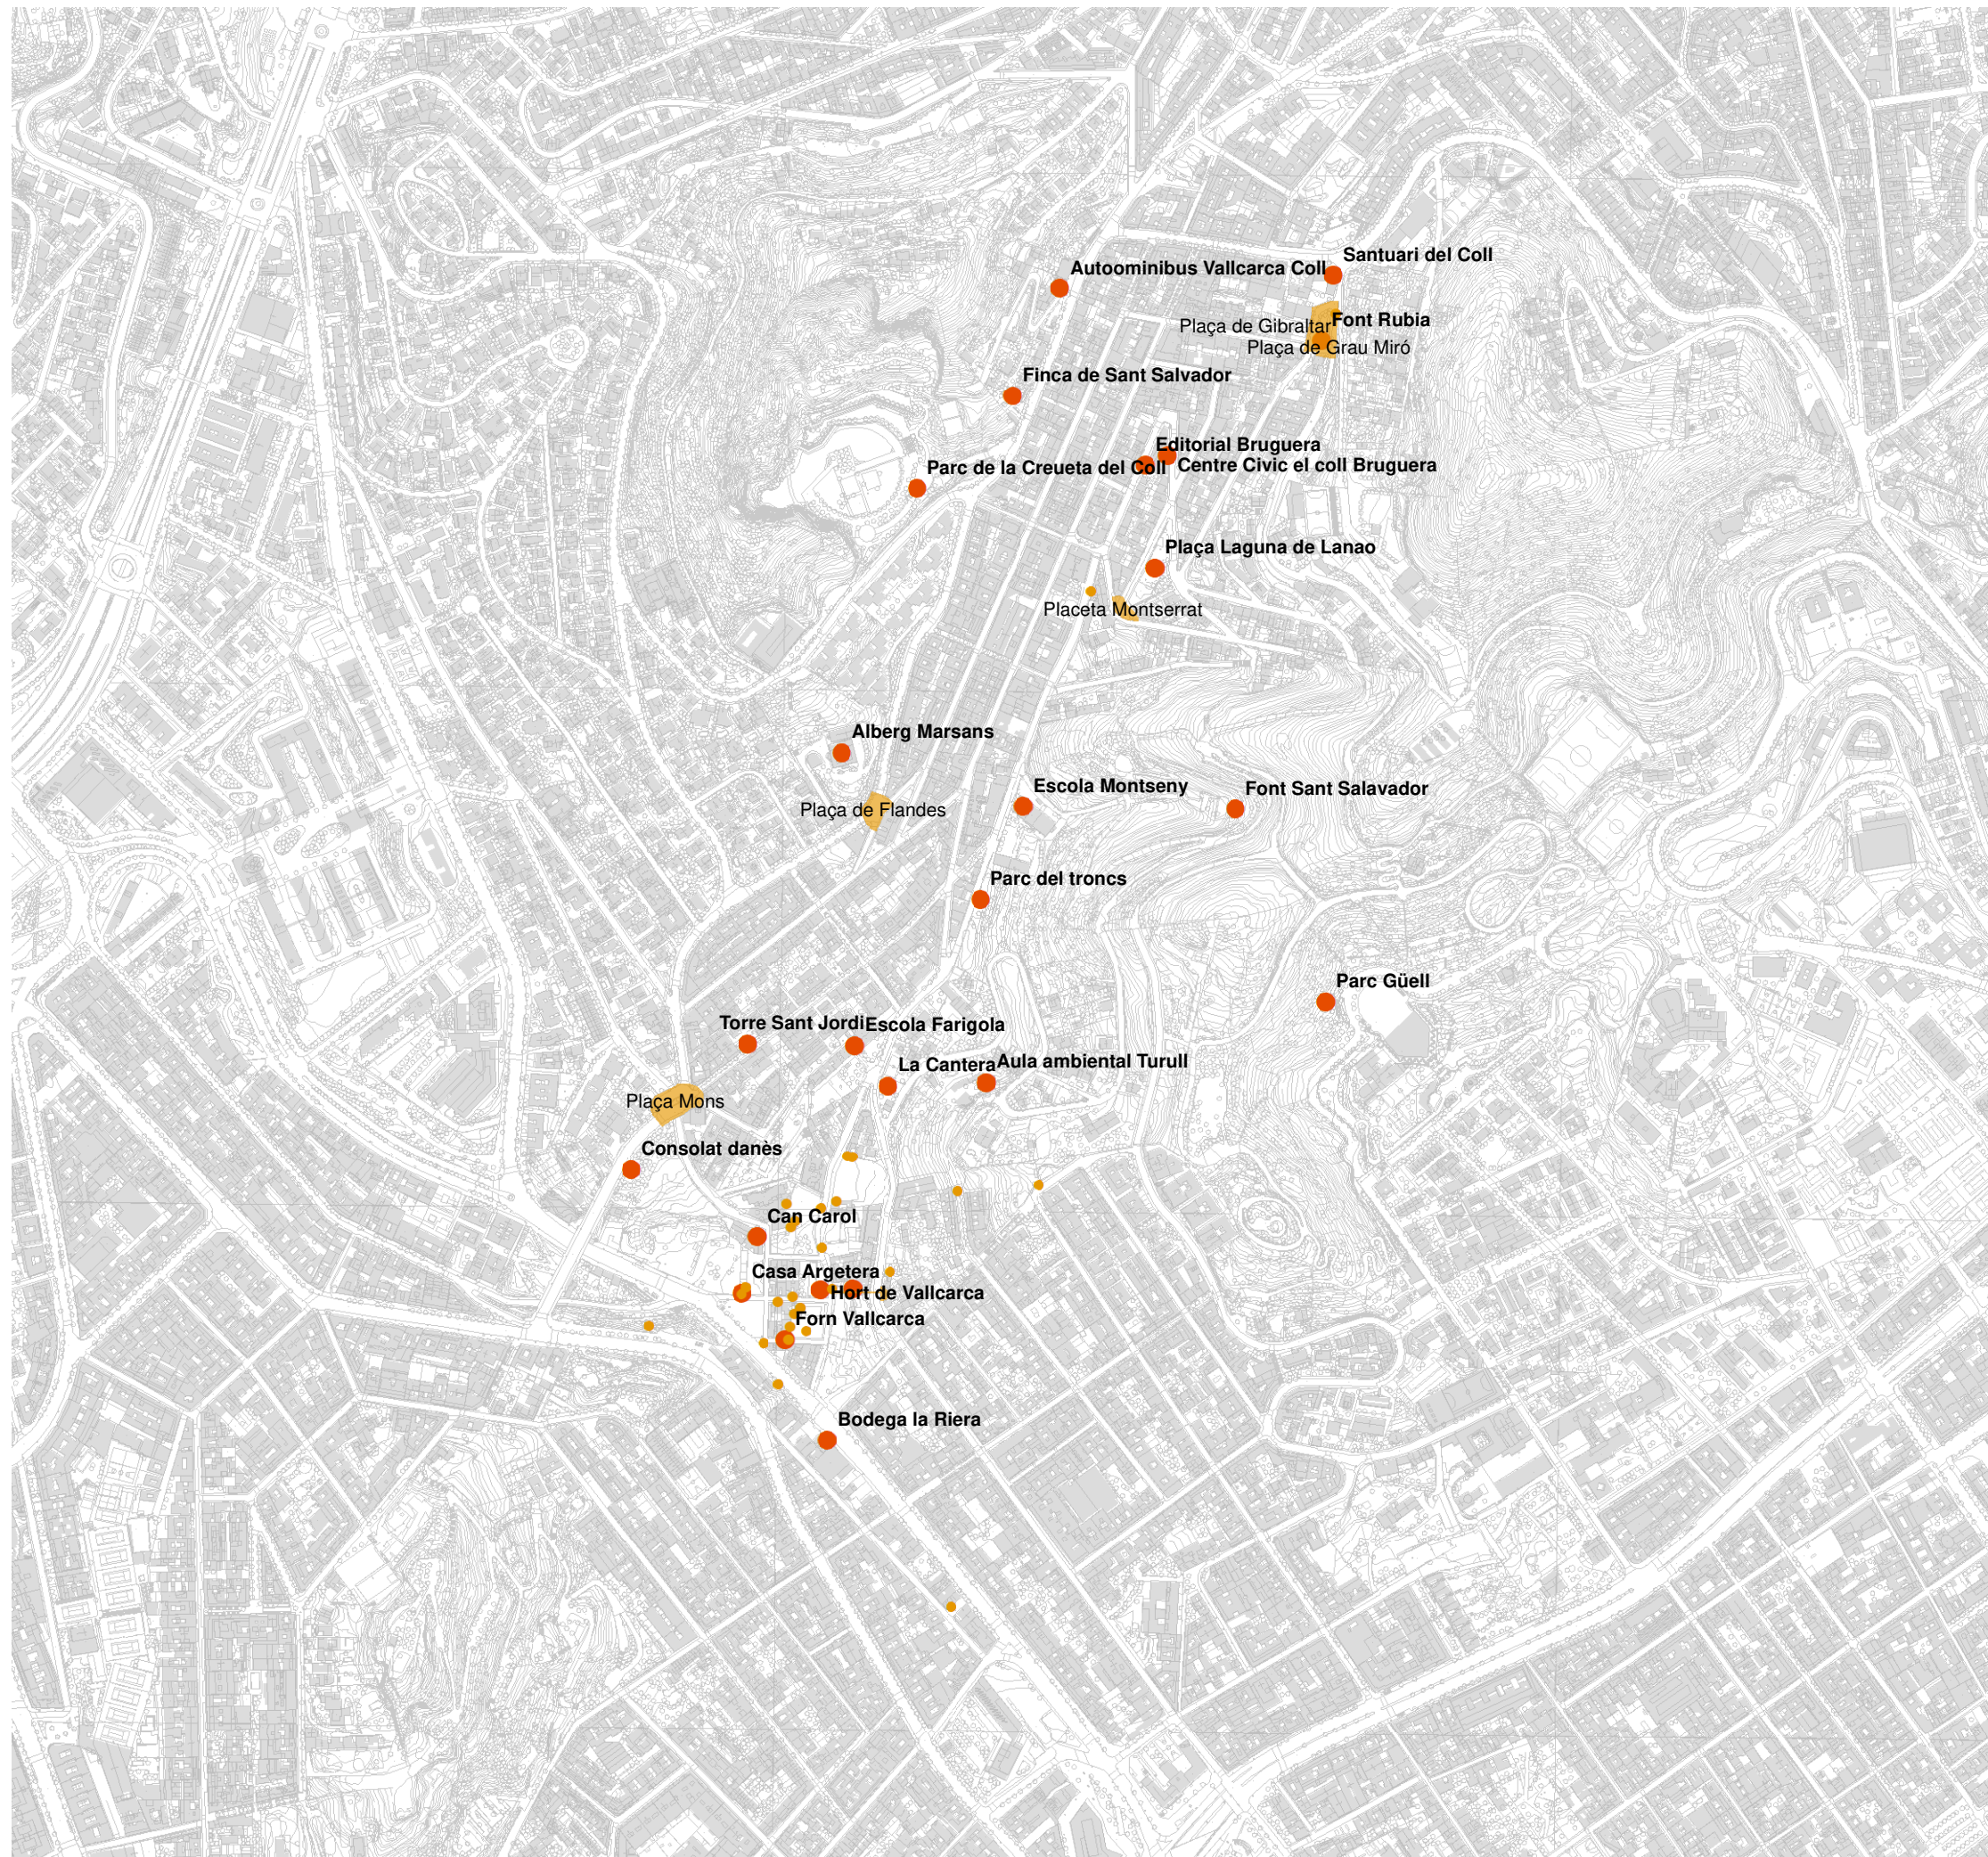 Santuari del Coll
Autoominibus Vallcarca Coll
Font Rubia
Plaça de Gibraltar
Plaça de Grau Miró
Finca de Sant Salvador
Editorial Bruguera
Centre Civic el coll Bruguera
Parc de la Creueta del Coll
Plaça Laguna de Lanao
Placeta Montserrat
Alberg Marsans
Escola Montseny
Font Sant Salavador
Plaça de Flandes
Parc del troncs
Parc Güell
Torre Sant Jordi
Escola Farigola
La Cantera
Aula ambiental Turull
Plaça Mons
Consolat danès
Can Carol
Casa Argetera
Hort de Vallcarca
Forn Vallcarca
Bodega la Riera